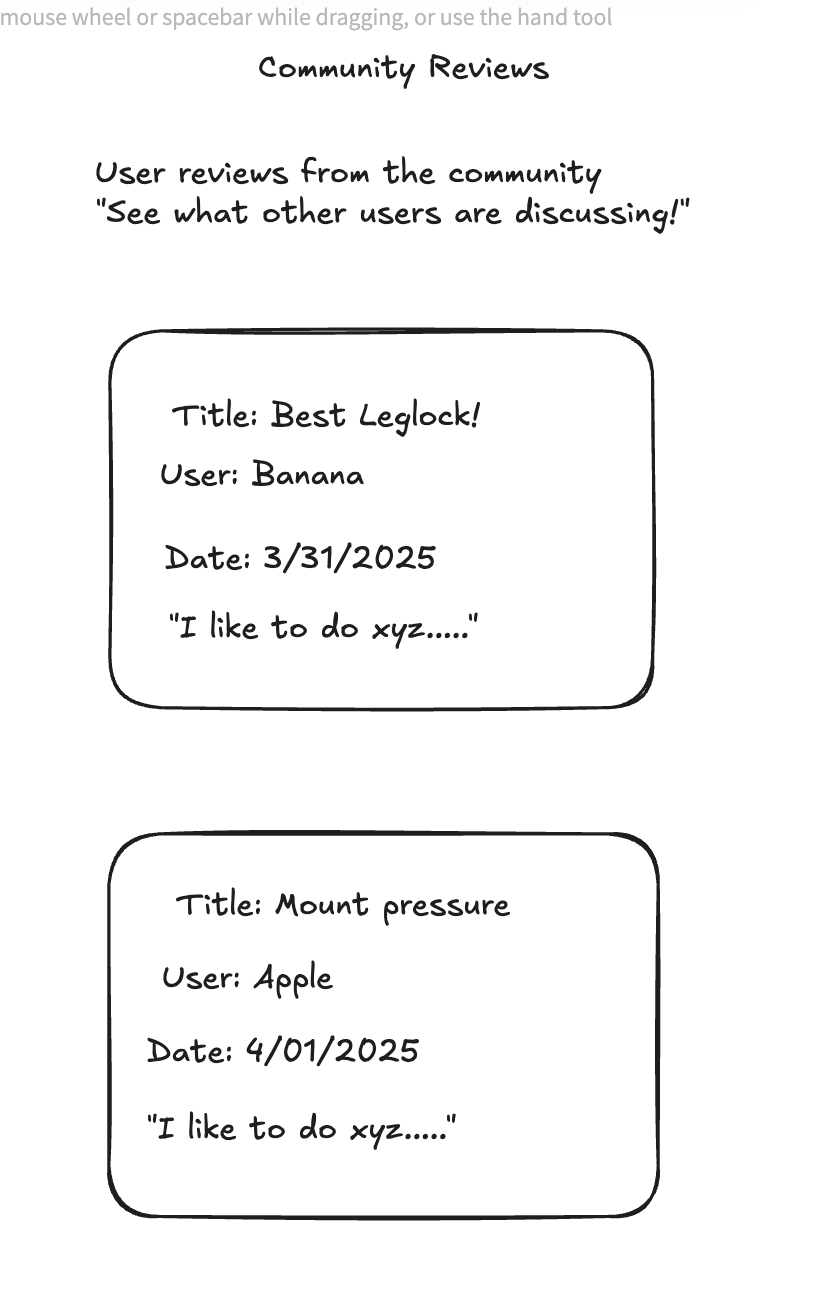 mouse wheel or spacebar while dragging, or use the hand tool
Community Reviews
User reviews from the community
"See what other users are discussing!"
Title: Best Leglock!
User: Banana
Date: 3/31/2025
"I like to do xyz....."
Title: Mount pressure
User: Apple
Date: 4/01/2025
"I like to do xyz....."